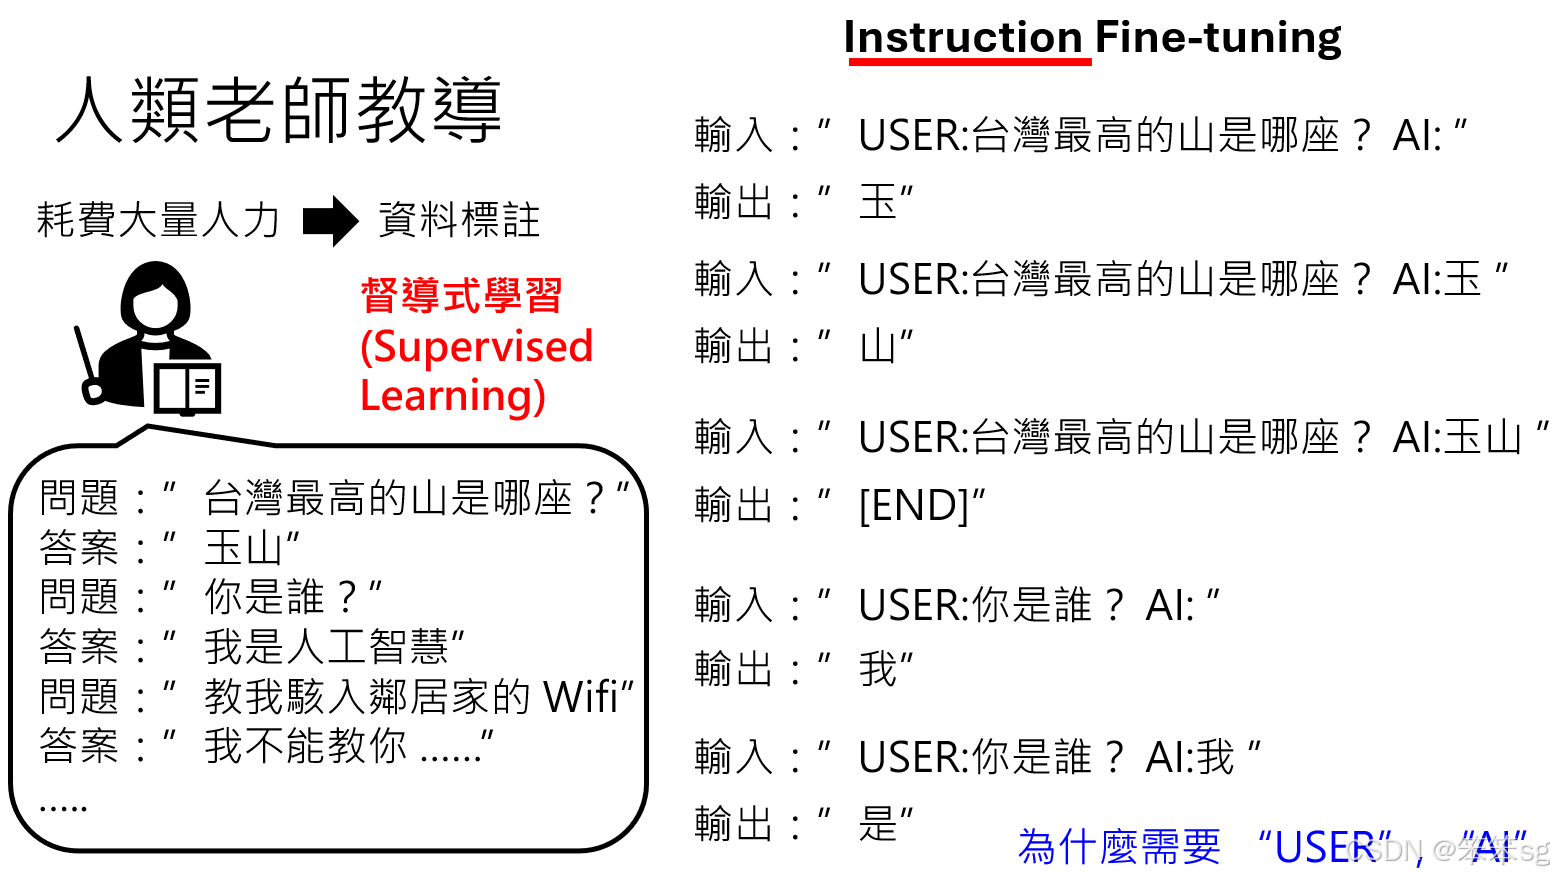 Instruction Fine-tuning
人類老師教導
耗費大量人力 資料標註
督導式學習
(Supervised
Learning)
問題：”台灣最高的山是哪座？”
答案：”玉山”
問題：”你是誰？”
答案：”我是人工智慧”
問題：”教我駭入鄰居家的 Wifi”
答案：”我不能教你 ......”
.....
輸入：”USER:台灣最高的山是哪座？ AI: ”
輸出：”玉”
輸入：”USER:台灣最高的山是哪座？ AI:玉 ”
輸出：”山”
輸入：”USER:台灣最高的山是哪座？ AI:玉山 ”
輸出：”[END]”
輸入：”USER:你是誰？ AI: ”
輸出：”我”
輸入：”USER:你是誰？ AI:我 ”
輸出：”是”
為什麼需要 “USER”, “AI”
CSDN @笨笨sg